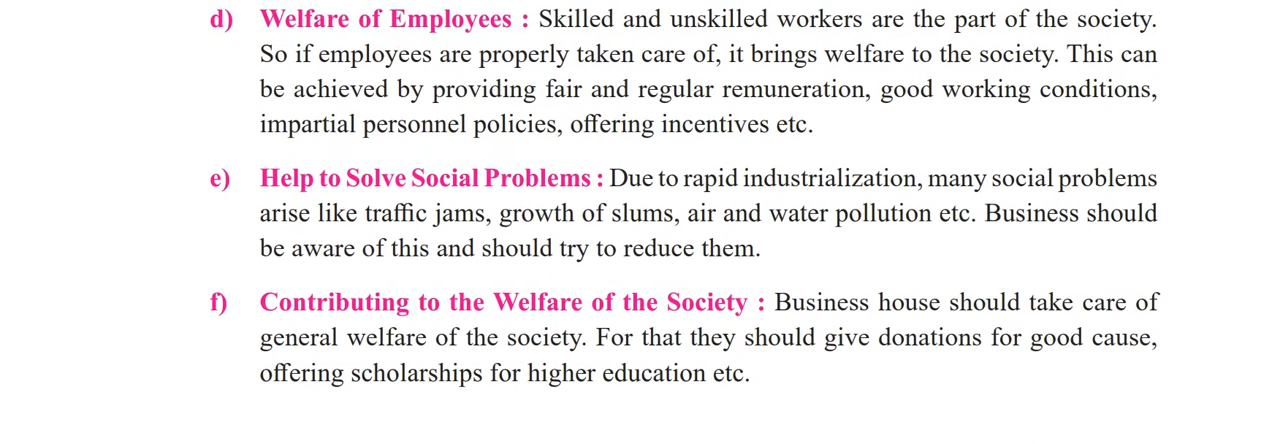 d) Welfare of Employees : Skilled and unskilled workers are the part of the society.
So if employees are properly taken care of, it brings welfare to the society. This can
be achieved by providing fair and regular remuneration, good working conditions,
impartial personnel policies, offering incentives etc.
e) Help to Solve Social Problems : Due to rapid industrialization, many social problems
arise like traffic jams, growth of slums, air and water pollution etc. Business should
be aware of this and should try to reduce them.
f) Contributing to the Welfare of the Society : Business house should take care of
general welfare of the society. For that they should give donations for good cause,
offering scholarships for higher education etc.